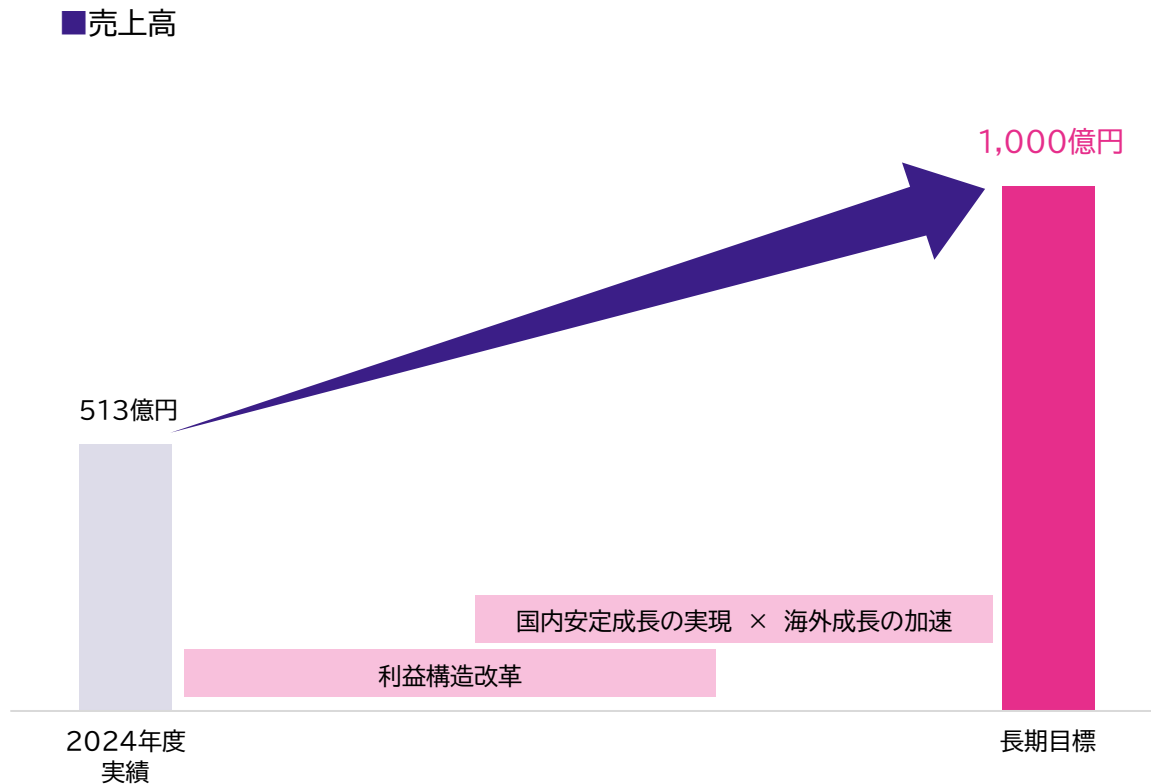 ■売上高
1,000億円
513億円
国内安定成長の実現 × 海外成長の加速
利益構造改革
2024年度
実績
長期目標